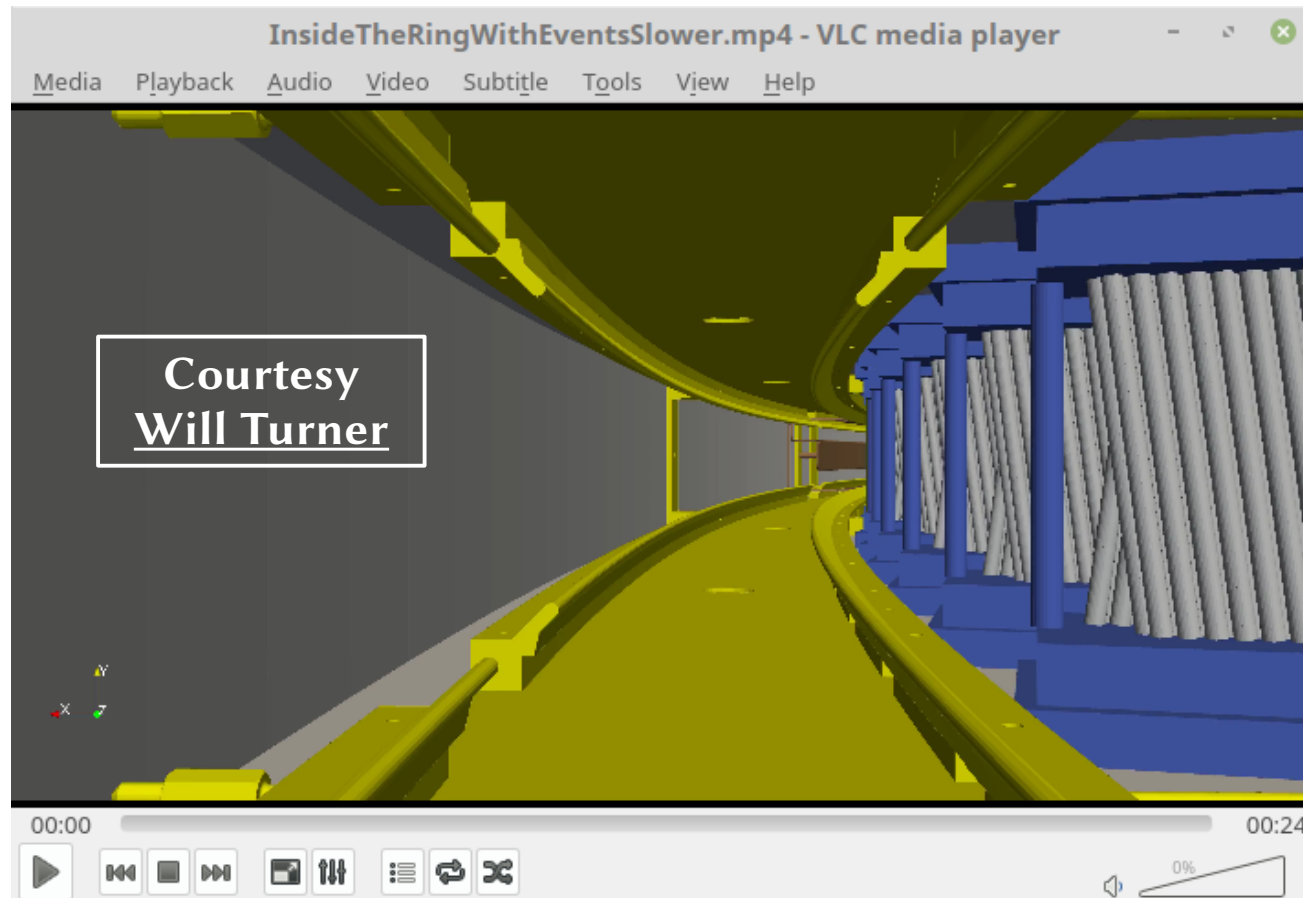 InsideTheRingWithEventsSlower.mp4 - VLC media player
Media Playback Audio Video Subtitle Tools View Help
Courtesy
Will Turner
Y
X Z
00:00 00:24
0%